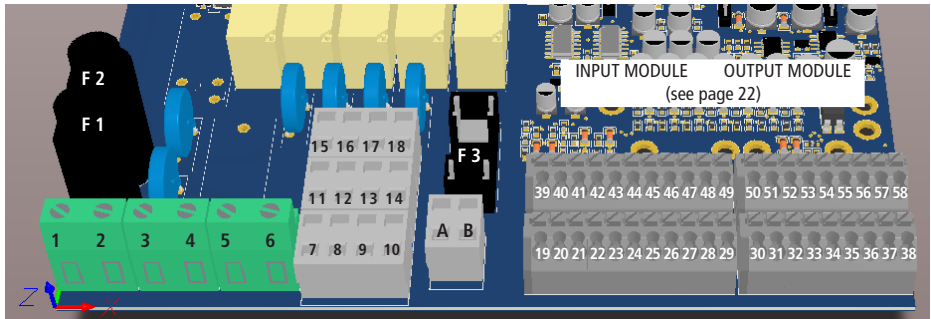 F 2
F 1
INPUT MODULE OUTPUT MODULE
(see page 22)
15 16 17 18
F 3
11 12 13 14
39 40 41 42 43 44 45 46 47 48 49 50 51 52 53 54 55 56 57 58
1 2 3 4 5 6
7 8 9 10
A B
19 20 21 22 23 24 25 26 27 28 29 30 31 32 33 34 35 36 37 38
Z X